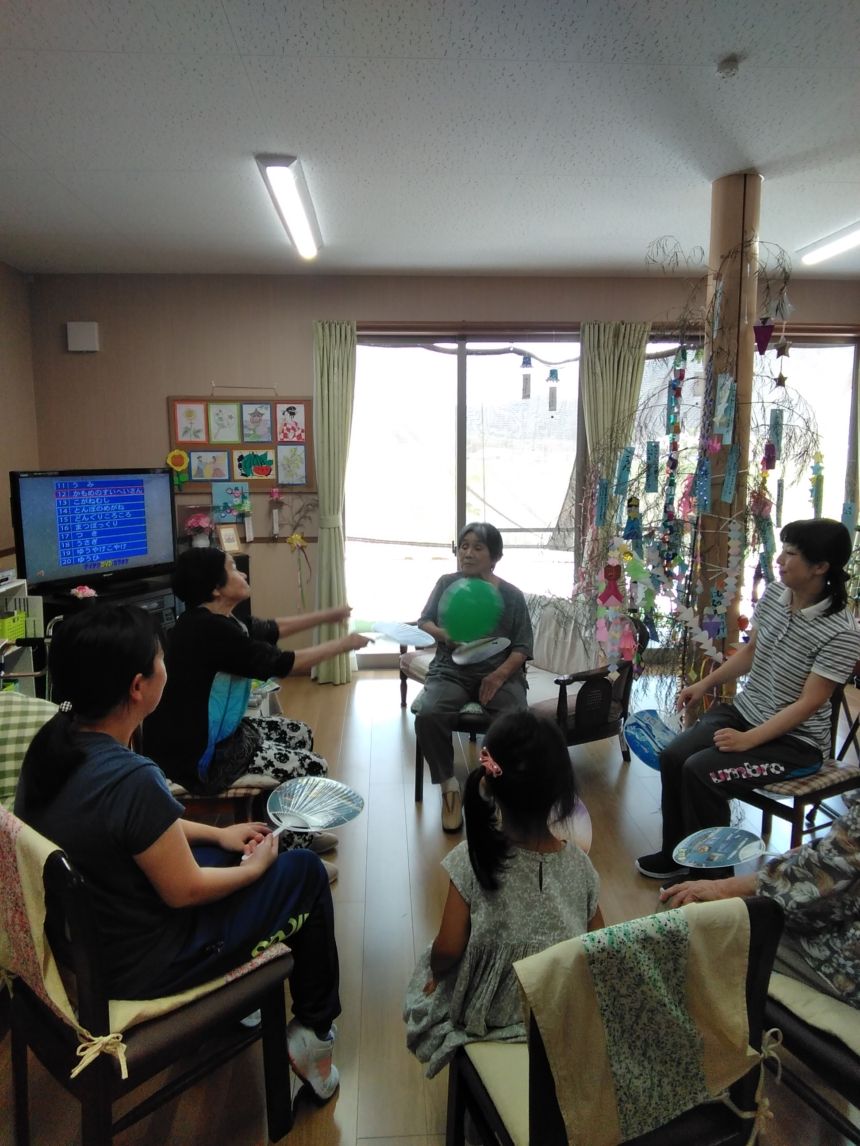 11 うみ
12 かもめのすいへいさん
13 こがねむし
14 とんぼのめがね
15 どんぐりころころ
16 まつぼっくり
17 つき
18 うさぎ
19 ゆうやけこやけ
20 ゆうひ
umbro